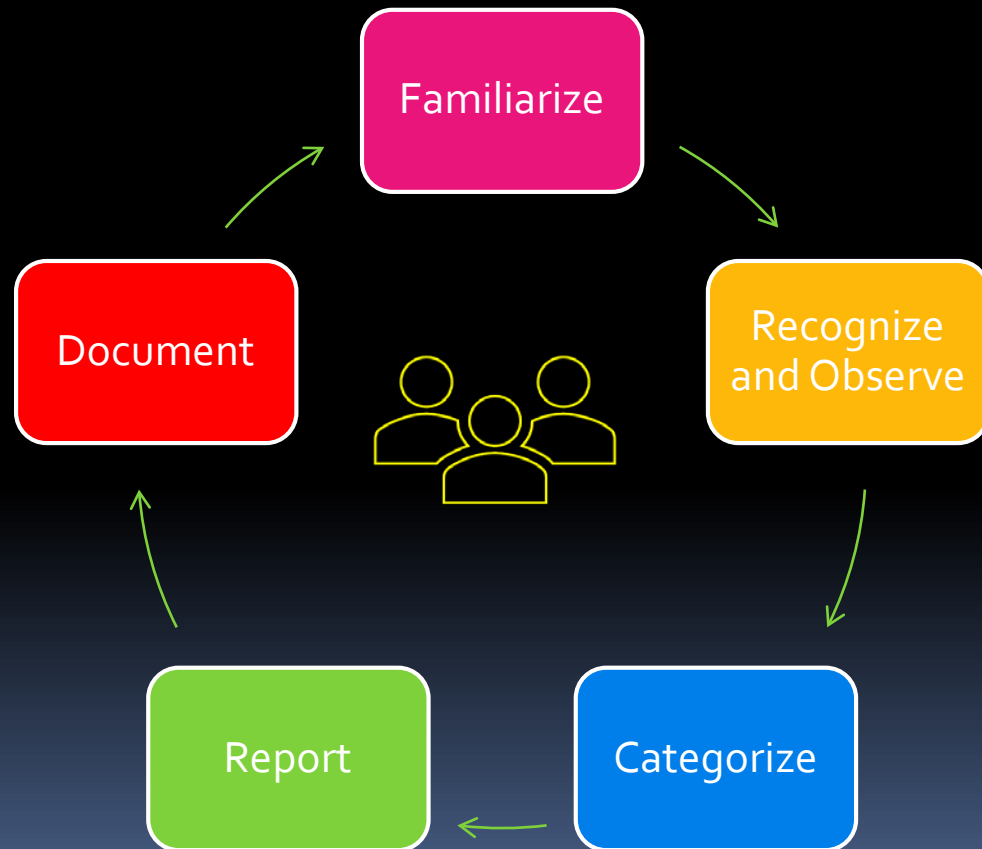 Familiarize
Recognize
and Observe
Categorize
Report
Document